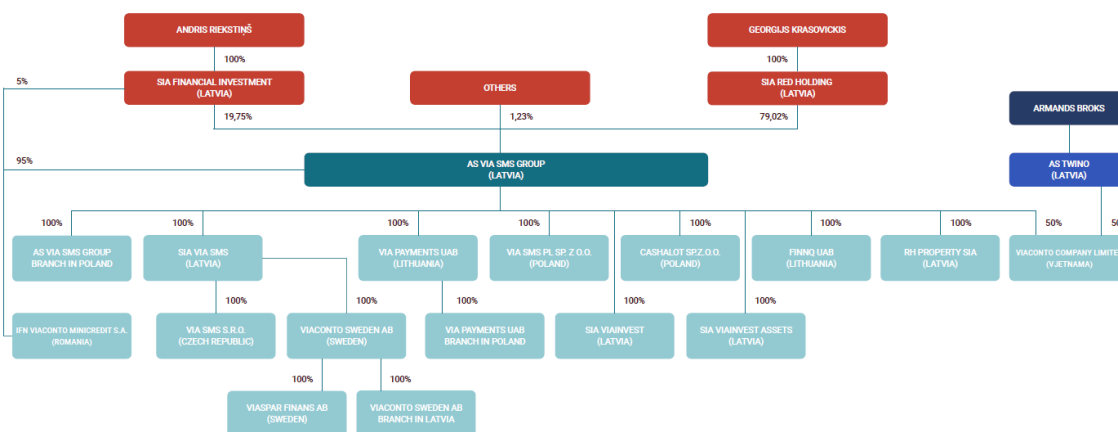 ANDRIS RIEKSTIŅŠ
GEORGIJS KRASOVICKIS
100%
100%
5%
SIA FINANCIAL INVESTMENT
(LATVIA)
OTHERS
SIA RED HOLDING
(LATVIA)
ARMANDS BROKS
19,75%
1,23%
79,02%
95%
AS VIA SMS GROUP
(LATVIA)
AS TWINO
(LATVIA)
100%
100%
100%
100%
100%
100%
100%
50%
50
AS VIA SMS GROUP
BRANCH IN POLAND
SIA VIA SMS
(LATVIA)
VIA PAYMENTS UAB
(LITHUANIA)
VIA SMS PL SP. Z O.O.
(POLAND)
CASHALOT SP.Z.O.O.
(POLAND)
FINNQ UAB
(LITHUANIA)
RH PROPERTY SIA
(LATVIA)
VIACONTO COMPANY LIMITE
(VJETNAMA)
100%
100%
100%
100%
100%
IFN VIACONTO MINICREDIT S.A.
(ROMANIA)
VIA SMS S.R.O.
(CZECH REPUBLIC)
VIACONTO SWEDEN AB
(SWEDEN)
VIA PAYMENTS UAB
BRANCH IN POLAND
SIA VIAINVEST
(LATVIA)
SIA VIAINVEST ASSETS
(LATVIA)
100%
100%
VIASPAR FINANS AB
(SWEDEN)
VIACONTO SWEDEN AB
BRANCH IN LATVIA